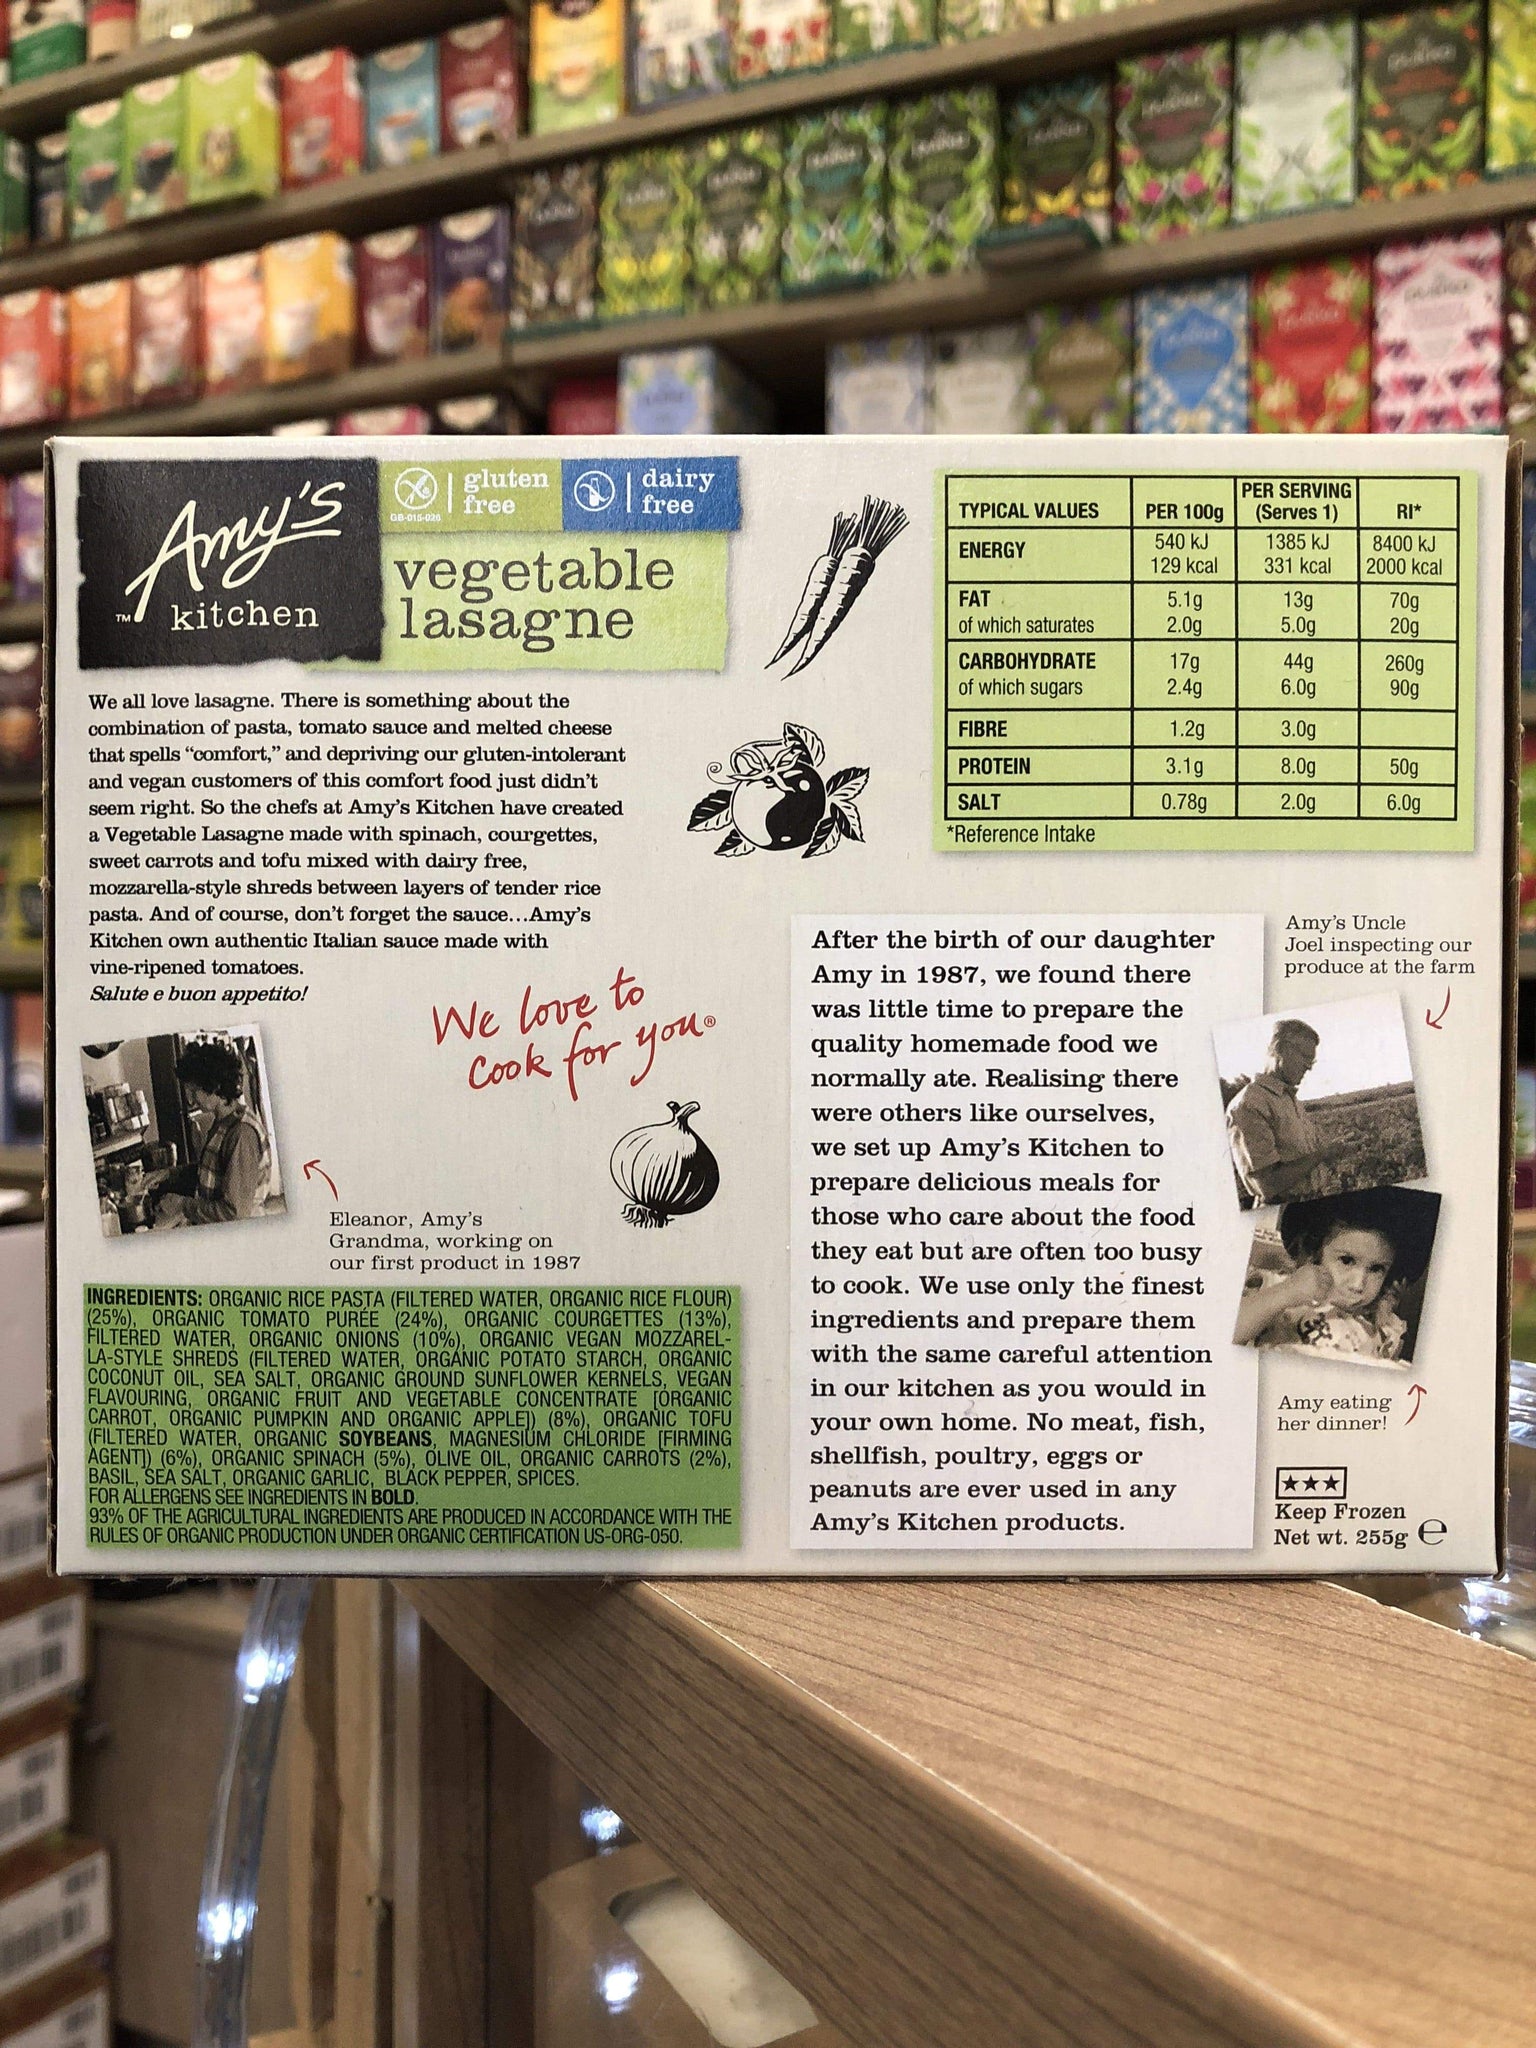 Amy's
™ kitchen
gluten
free
GB-015-026
dairy
free
vegetable
lasagne
We all love lasagne. There is something about the
combination of pasta, tomato sauce and melted cheese
that spells “comfort,” and depriving our gluten-intolerant
and vegan customers of this comfort food just didn’t
seem right. So the chefs at Amy’s Kitchen have created
a Vegetable Lasagne made with spinach, courgettes,
sweet carrots and tofu mixed with dairy free,
mozzarella-style shreds between layers of tender rice
pasta. And of course, don’t forget the sauce...Amy’s
Kitchen own authentic Italian sauce made with
vine-ripened tomatoes.
Salute e buon appetito!
We love to
cook for you®
Eleanor, Amy’s
Grandma, working on
our first product in 1987
INGREDIENTS: ORGANIC RICE PASTA (FILTERED WATER, ORGANIC RICE FLOUR)
(25%), ORGANIC TOMATO PURÉE (24%), ORGANIC COURGETTES (13%),
FILTERED WATER, ORGANIC ONIONS (10%), ORGANIC VEGAN MOZZAREL-
LA-STYLE SHREDS (FILTERED WATER, ORGANIC POTATO STARCH, ORGANIC
COCONUT OIL, SEA SALT, ORGANIC GROUND SUNFLOWER KERNELS, VEGAN
FLAVOURING, ORGANIC FRUIT AND VEGETABLE CONCENTRATE [ORGANIC
CARROT, ORGANIC PUMPKIN AND ORGANIC APPLE]) (8%), ORGANIC TOFU
(FILTERED WATER, ORGANIC SOYBEANS, MAGNESIUM CHLORIDE [FIRMING
AGENT]) (6%), ORGANIC SPINACH (5%), OLIVE OIL, ORGANIC CARROTS (2%),
BASIL, SEA SALT, ORGANIC GARLIC, BLACK PEPPER, SPICES.
FOR ALLERGENS SEE INGREDIENTS IN BOLD.
93% OF THE AGRICULTURAL INGREDIENTS ARE PRODUCED IN ACCORDANCE WITH THE
RULES OF ORGANIC PRODUCTION UNDER ORGANIC CERTIFICATION US-ORG-050.
TYPICAL VALUES PER 100g PER SERVING (Serves 1) RI*
ENERGY 540 kJ 1385 kJ 8400 kJ
129 kcal 331 kcal 2000 kcal
FAT 5.1g 13g 70g
of which saturates 2.0g 5.0g 20g
CARBOHYDRATE 17g 44g 260g
of which sugars 2.4g 6.0g 90g
FIBRE 1.2g 3.0g
PROTEIN 3.1g 8.0g 50g
SALT 0.78g 2.0g 6.0g
*Reference Intake
After the birth of our daughter
Amy in 1987, we found there
was little time to prepare the
quality homemade food we
normally ate. Realising there
were others like ourselves,
we set up Amy’s Kitchen to
prepare delicious meals for
those who care about the food
they eat but are often too busy
to cook. We use only the finest
ingredients and prepare them
with the same careful attention
in our kitchen as you would in
your own home. No meat, fish,
shellfish, poultry, eggs or
peanuts are ever used in any
Amy’s Kitchen products.
Amy’s Uncle
Joel inspecting our
produce at the farm
Amy eating
her dinner!
Keep Frozen
Net wt. 255g ℮